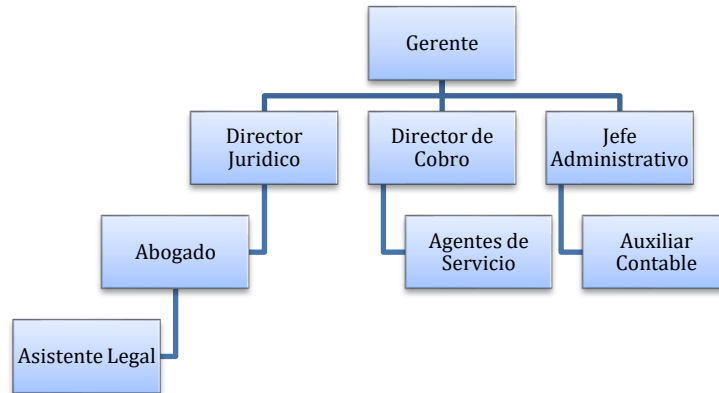 Gerente
Director
Juridico
Director de
Cobro
Jefe
Administrativo
Abogado
Agentes de
Servicio
Auxiliar
Contable
Asistente Legal